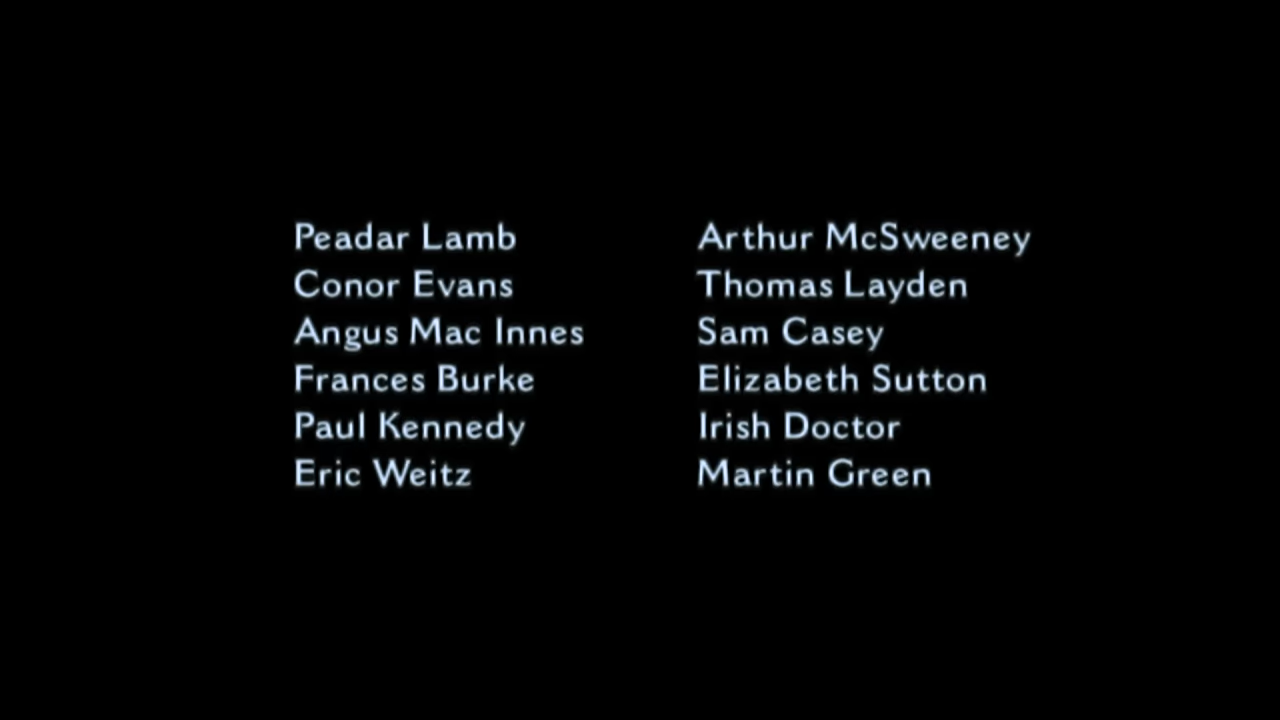 Peadar Lamb Arthur McSweeney
Conor Evans Thomas Layden
Angus Mac Innes Sam Casey
Frances Burke Elizabeth Sutton
Paul Kennedy Irish Doctor
Eric Weitz Martin Green